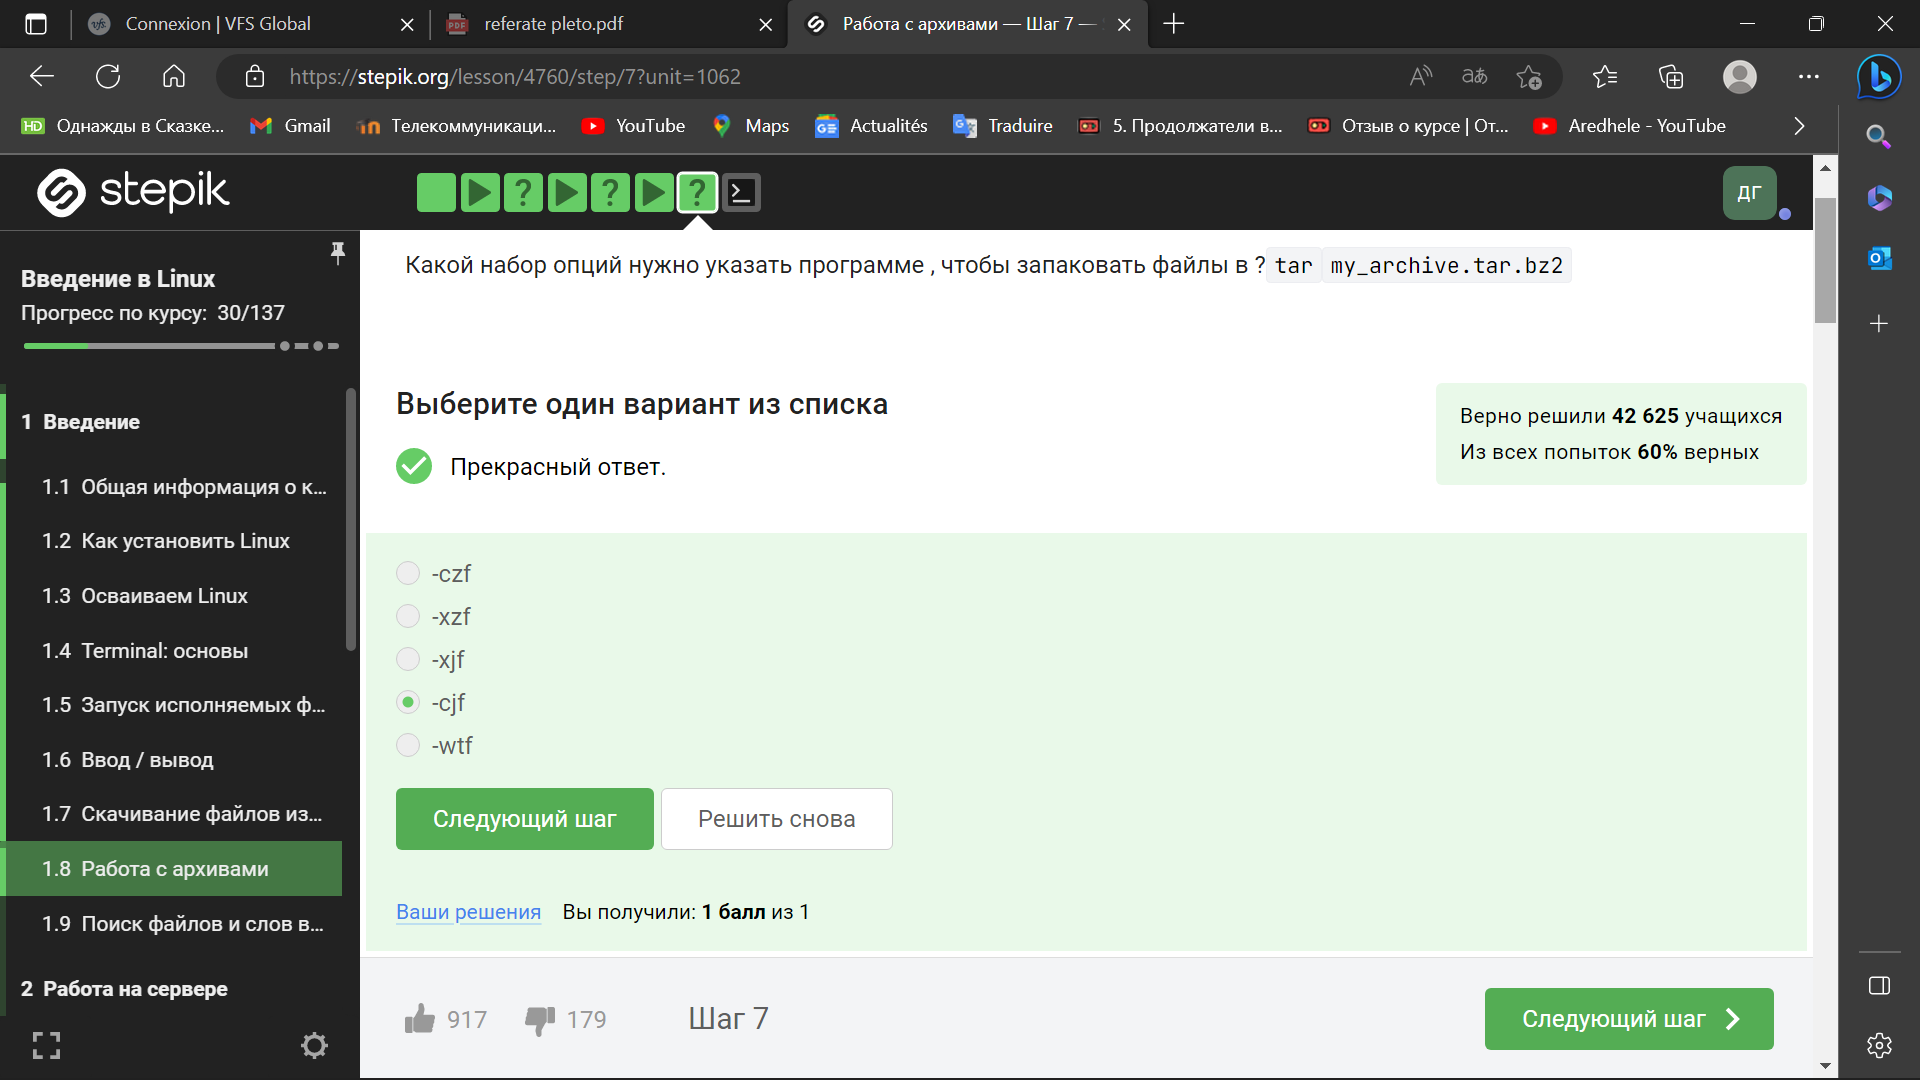 Connexion | VFS Global
referate pleto.pdf
Работа с архивами — Шаг 7 —
https://stepik.org/lesson/4760/step/7?unit=1062
Однажды в Сказке...
Gmail
Телекоммуникаци...
YouTube
Maps
Actualités
Traduire
5. Продолжатели в...
Отзыв о курсе | От...
Aredhele - YouTube
stepik
ДГ
Введение в Linux
Прогресс по курсу: 30/137
1 Введение
1.1 Общая информация о к...
1.2 Как установить Linux
1.3 Осваиваем Linux
1.4 Terminal: основы
1.5 Запуск исполняемых ф...
1.6 Ввод / вывод
1.7 Скачивание файлов из...
1.8 Работа с архивами
1.9 Поиск файлов и слов в...
2 Работа на сервере
Какой набор опций нужно указать программе , чтобы запаковать файлы в ? tar my_archive.tar.bz2
Выберите один вариант из списка
Прекрасный ответ.
Верно решили 42 625 учащихся
Из всех попыток 60% верных
-czf
-xzf
-xjf
-cjf
-wtf
Следующий шаг
Решить снова
Ваши решения Вы получили: 1 балл из 1
917
179
Шаг 7
Следующий шаг